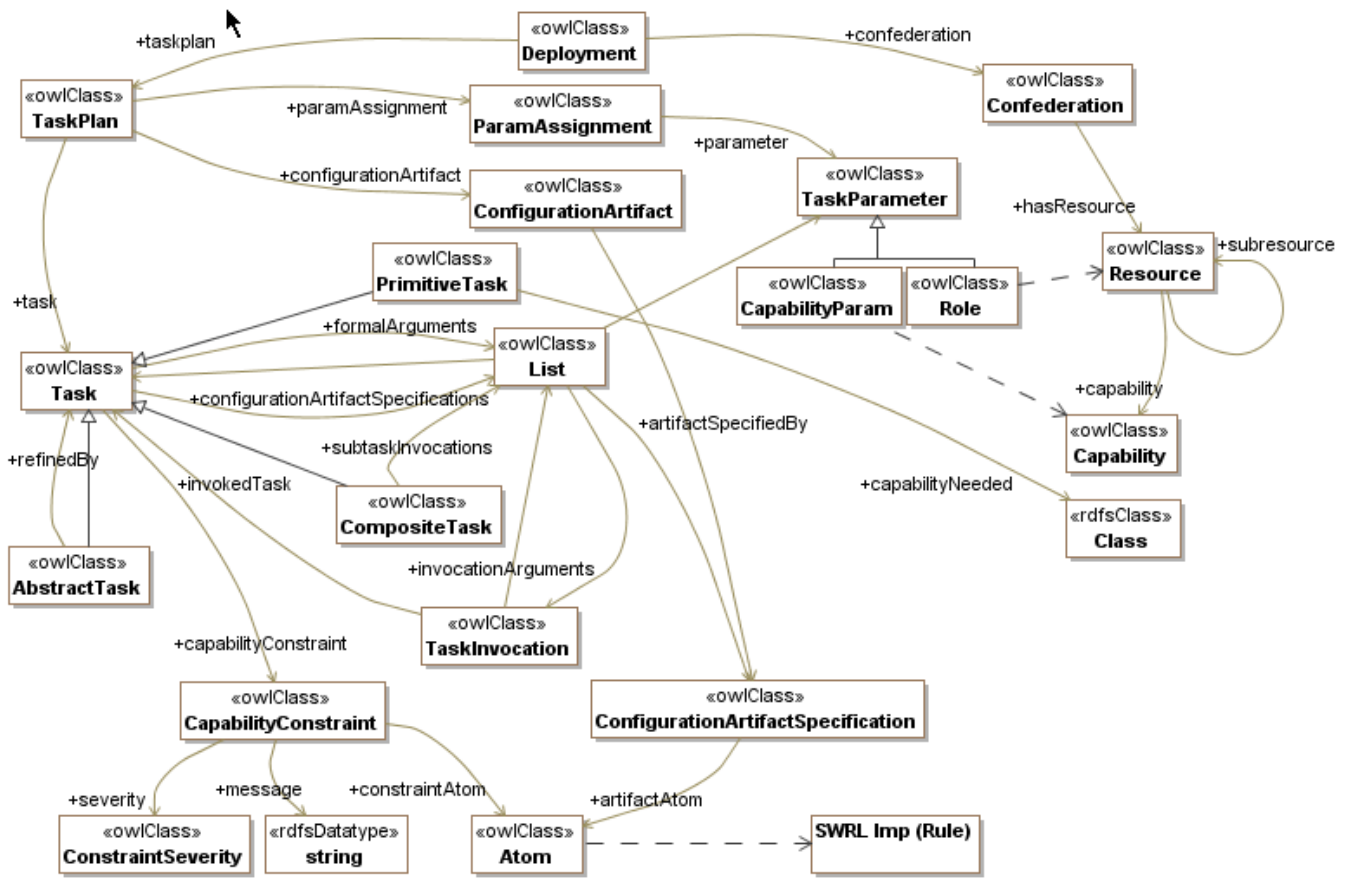 «owlClass»
Deployment
+taskplan
+confederation
«owlClass»
TaskPlan
«owlClass»
Confederation
+paramAssignment
«owlClass»
ParamAssignment
+parameter
+configurationArtifact
«owlClass»
ConfigurationArtifact
«owlClass»
TaskParameter
+hasResource
«owlClass»
Resource
+subresource
«owlClass»
PrimitiveTask
«owlClass»
CapabilityParam
«owlClass»
Role
+task
+formalArguments
«owlClass»
List
«owlClass»
Task
+configurationArtifactSpecifications
+capability
+artifactSpecifiedBy
«owlClass»
Capability
+refinedBy
+subtaskInvocations
+invokedTask
+capabilityNeeded
«owlClass»
CompositeTask
«rdfsClass»
Class
«owlClass»
AbstractTask
+invocationArguments
«owlClass»
TaskInvocation
+capabilityConstraint
«owlClass»
CapabilityConstraint
«owlClass»
ConfigurationArtifactSpecification
+severity
+message
+constraintAtom
+artifactAtom
«owlClass»
ConstraintSeverity
«rdfsDatatype»
string
«owlClass»
Atom
SWRL Imp (Rule)